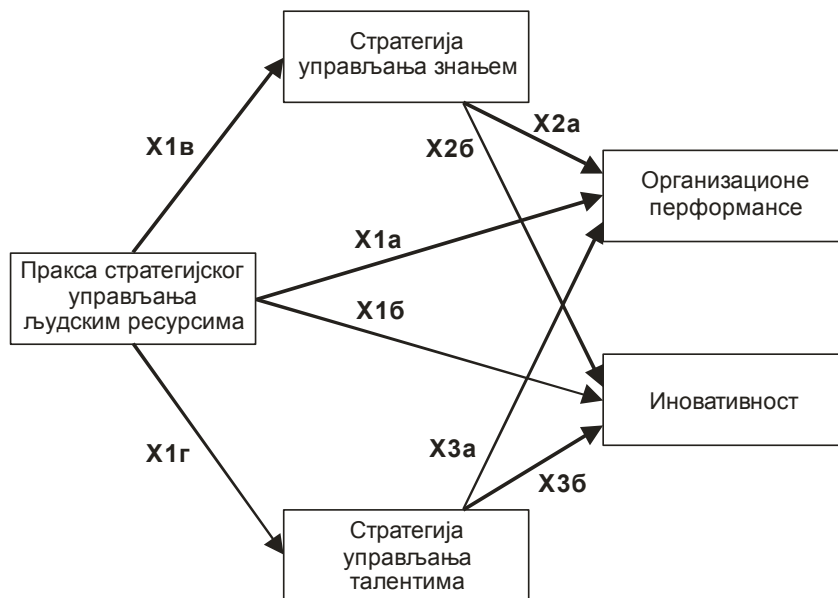 Стратегија
управљања знањем
Х2а
Х1в
Х2б
Организационе
перформансе
Х1а
Пракса стратегијског
управљања
људским ресурсима
Х1б
Иновативност
Х1г
Х3а
Х3б
Стратегија
управљања
талентима